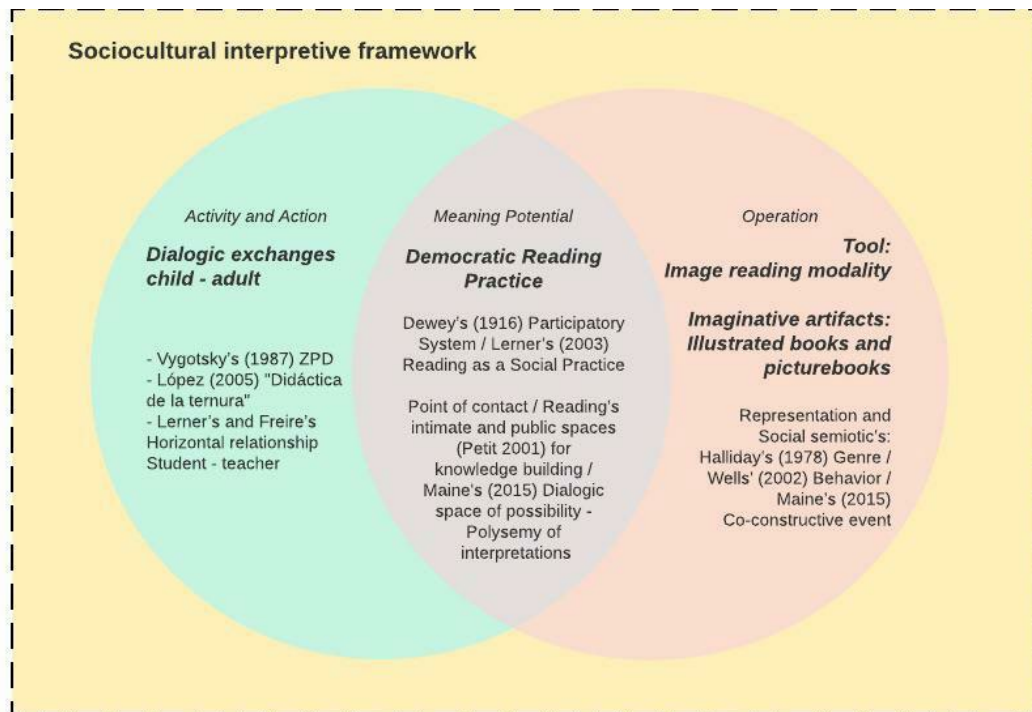 Sociocultural interpretive framework
Activity and Action
Dialogic exchanges
child - adult
- Vygotsky's (1987) ZPD
- López (2005) "Didáctica
de la ternura"
- Lerner's and Freire's
Horizontal relationship
Student - teacher
Meaning Potential
Democratic Reading
Practice
Dewey's (1916) Participatory
System / Lerner's (2003)
Reading as a Social Practice
Point of contact / Reading's
intimate and public spaces
(Petit 2001) for
knowledge building /
Maine's (2015) Dialogic
space of possibility -
Polysemy of
interpretations
Operation
Tool:
Image reading modality
Imaginative artifacts:
Illustrated books and
picturebooks
Representation and
Social semiotic's:
Halliday's (1978) Genre /
Wells' (2002) Behavior /
Maine's (2015)
Co-constructive event